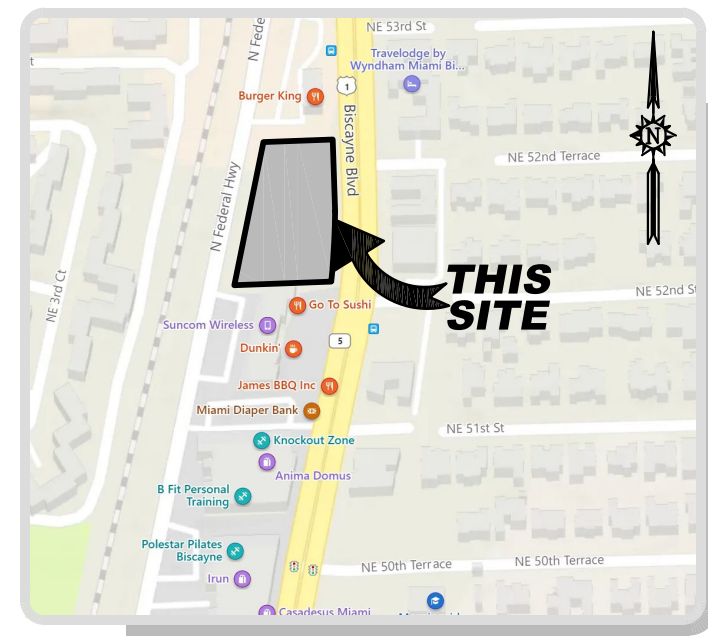 NE 53rd St
N Fede
t
Travelodge by
Wyndham Miami Bi...
Burger King
1
Biscayne Blvd
N
NE 52nd Terrace
N Federal Hwy
THIS
SITE
NE 3rd Ct
NE 52nd St
Go To Sushi
Suncom Wireless
Dunkin'
5
James BBQ Inc
Miami Diaper Bank
NE 51st St
Knockout Zone
Anima Domus
B Fit Personal
Training
Polestar Pilates
Biscayne
NE 50th Terrace
NE 50th Terrace
Irun
Casadesus Miami